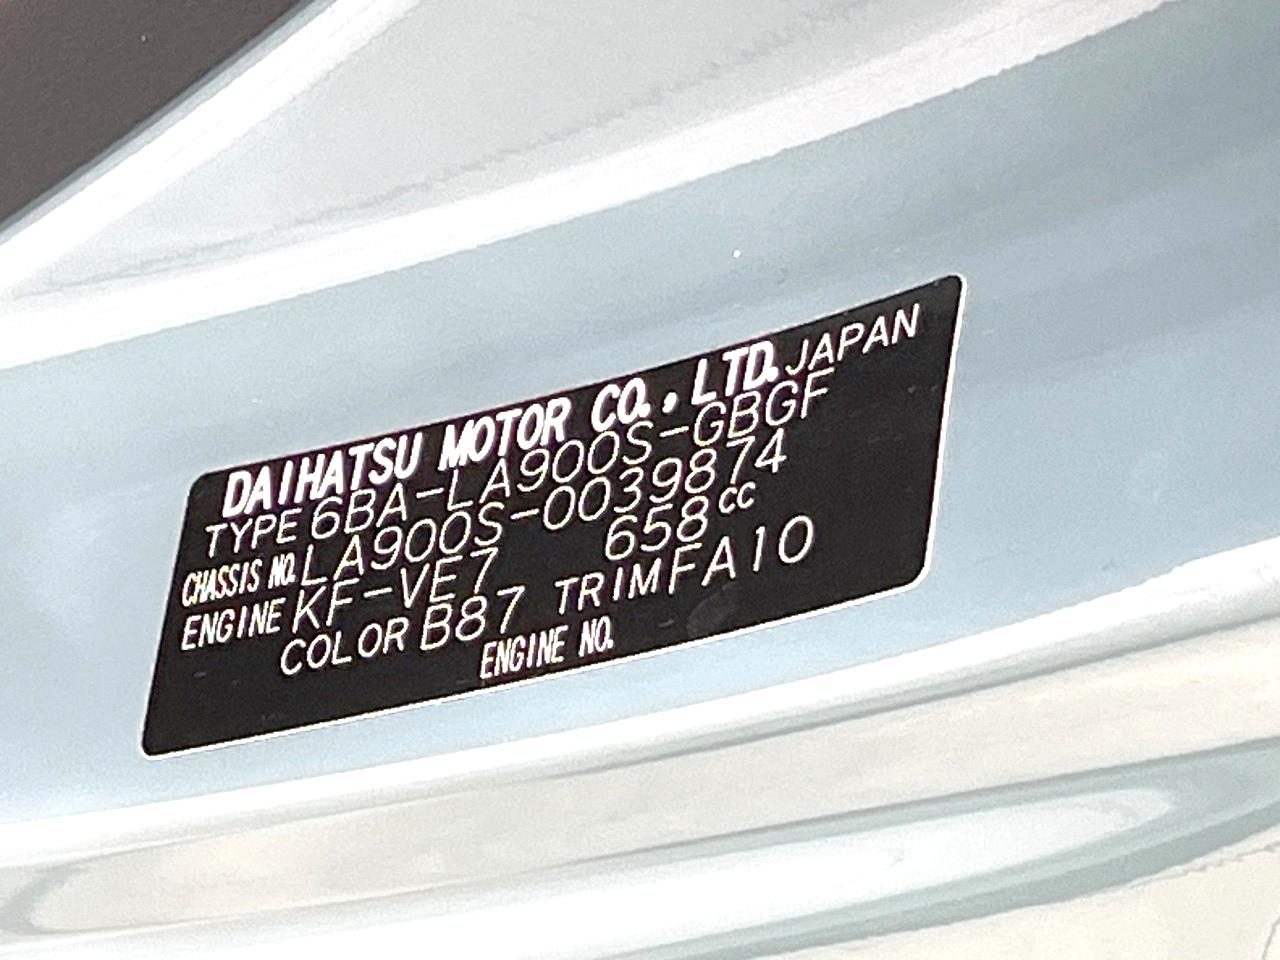 DAIHATSU MOTOR CO., LTD. JAPAN
TYPE 6BA-LA900S-GBGF
CHASSIS NO. LA900S-0039874
ENGINE KF-VE7 658cc
COLOR B87 TRIM FA10
ENGINE NO.